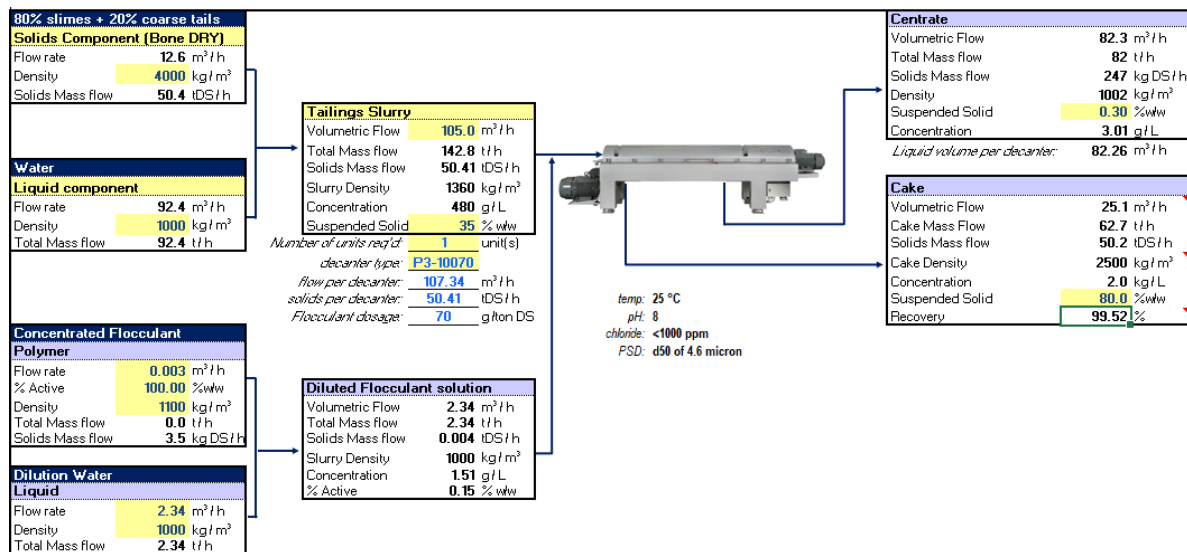 80% slimes + 20% coarse tails
Solids Component (Bone DRY)
Flow rate 12.6 m³/h
Density 4000 kg/m³
Solids Mass flow 50.4 tDS/h
Water
Liquid component
Flow rate 92.4 m³/h
Density 1000 kg/m³
Total Mass flow 92.4 t/h
Concentrated Flocculant
Polymer
Flow rate 0.003 m³/h
% Active 100.00 %w/w
Density 1100 kg/m³
Total Mass flow 0.0 t/h
Solids Mass flow 3.5 kg DS/h
Dilution Water
Liquid
Flow rate 2.34 m³/h
Density 1000 kg/m³
Total Mass flow 2.34 t/h
Tailings Slurry
Volumetric Flow 105.0 m³/h
Total Mass flow 142.8 t/h
Solids Mass flow 50.41 tDS/h
Slurry Density 1360 kg/m³
Concentration 480 g/L
Suspended Solid 35 % w/w
Number of units req'd: 1 unit(s)
decanter type: P3-10070
flow per decanter: 107.34 m³/h
solids per decanter: 50.41 tDS/h
Flocculant dosage: 70 g/ton DS
Diluted Flocculant solution
Volumetric Flow 2.34 m³/h
Total Mass flow 2.34 t/h
Solids Mass flow 0.004 tDS/h
Slurry Density 1000 kg/m³
Concentration 1.51 g/L
% Active 0.15 % w/w
temp: 25 °C
pH: 8
chloride: <1000 ppm
PSD: d50 of 4.6 micron
Centrate
Volumetric Flow 82.3 m³/h
Total Mass flow 82 t/h
Solids Mass flow 247 kg DS/h
Density 1002 kg/m³
Suspended Solid 0.30 %w/w
Concentration 3.01 g/L
Liquid volume per decanter: 82.26 m³/h
Cake
Volumetric Flow 25.1 m³/h
Cake Mass flow 62.7 t/h
Solids Mass flow 50.2 tDS/h
Cake Density 2500 kg/m³
Concentration 2.0 kg/L
Suspended Solid 80.0 %w/w
Recovery 99.52 %